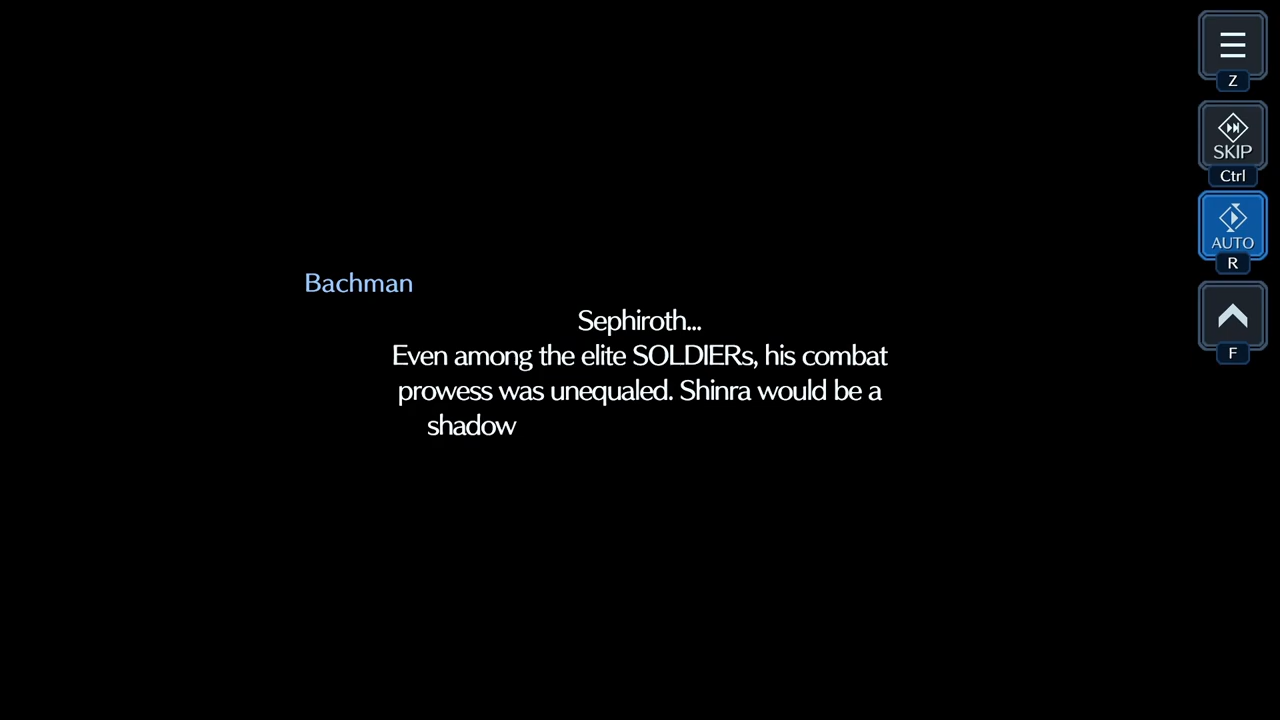 Z
SKIP
Ctrl
AUTO
R
F
Bachman
Sephiroth...
Even among the elite SOLDIERs, his combat
prowess was unequaled. Shinra would be a
shadow